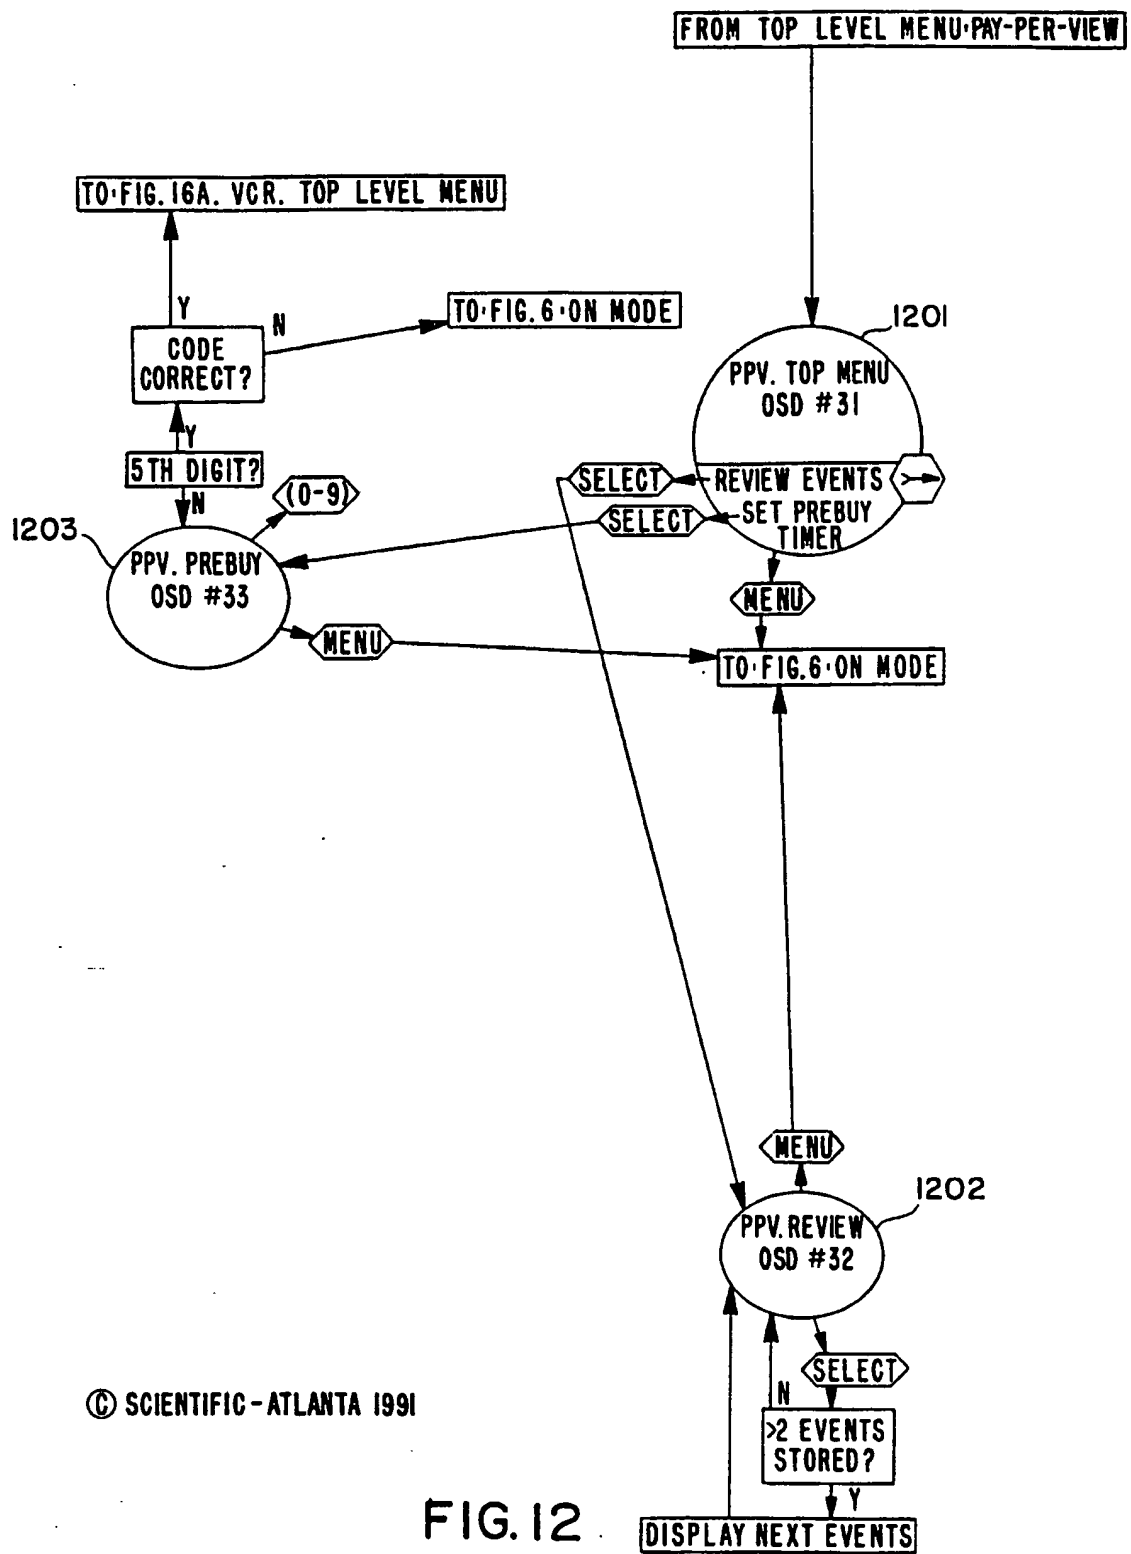 FROM TOP LEVEL MENU·PAY-PER-VIEW
TO·FIG. 16A. VCR. TOP LEVEL MENU
Y
CODE
CORRECT?
N
TO·FIG. 6·ON MODE
1201
PPV. TOP MENU
OSD #31
Y
5TH DIGIT?
N
(0-9)
SELECT
REVIEW EVENTS
>
SELECT
SET PREBUY
TIMER
1203
PPV. PREBUY
OSD #33
MENU
MENU
TO·FIG. 6·ON MODE
MENU
1202
PPV. REVIEW
OSD #32
SELECT
N
>2 EVENTS
STORED?
Y
DISPLAY NEXT EVENTS
© SCIENTIFIC-ATLANTA 1991
FIG. 12